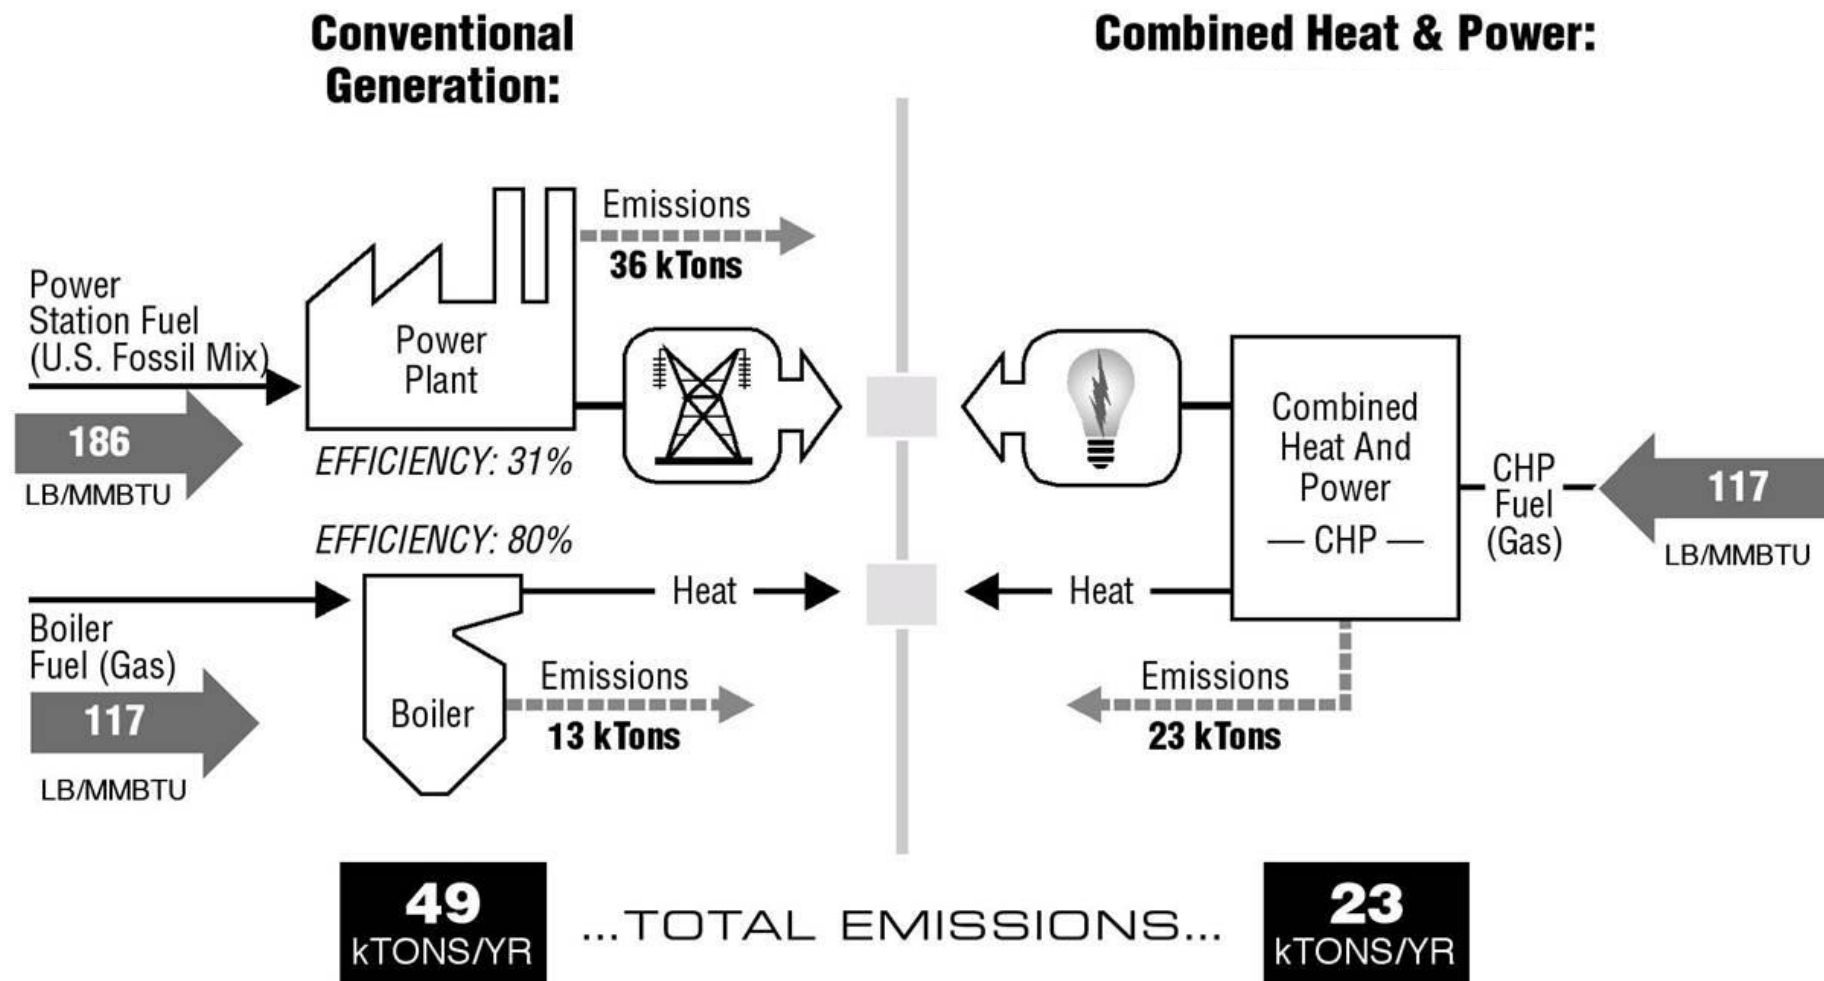 Conventional
Generation:
Combined Heat & Power:
Emissions
36 kTons
Power
Station Fuel
(U.S. Fossil Mix)
186
LB/MMBTU
Power
Plant
EFFICIENCY: 31%
EFFICIENCY: 80%
Boiler
Fuel (Gas)
117
LB/MMBTU
Boiler
Heat
Emissions
13 kTons
Combined
Heat And
Power
— CHP —
CHP
Fuel
(Gas)
117
LB/MMBTU
Heat
Emissions
23 kTons
49
kTONS/YR
...TOTAL EMISSIONS...
23
kTONS/YR